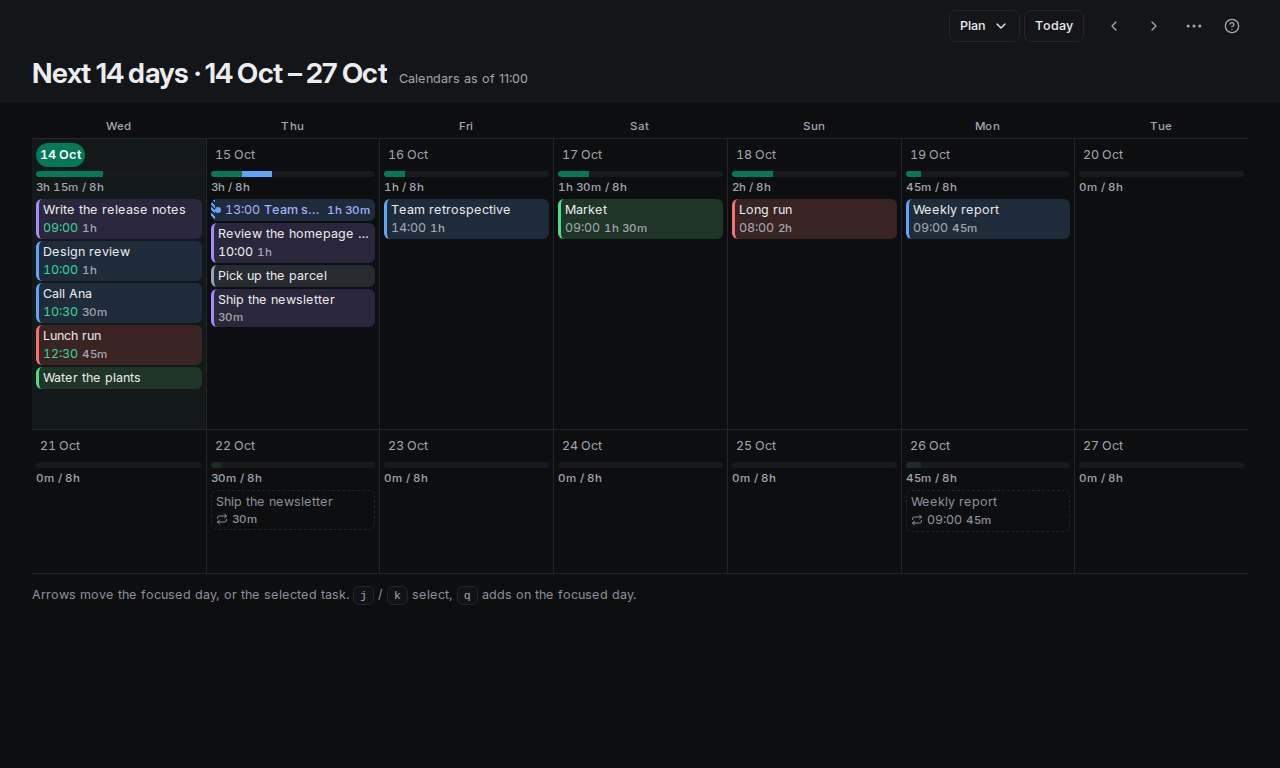 Plan
Today
Next 14 days · 14 Oct – 27 Oct
Calendars as of 11:00
Wed Thu Fri Sat Sun Mon Tue
14 Oct
3h 15m / 8h
Write the release notes
09:00 1h
Design review
10:00 1h
Call Ana
10:30 30m
Lunch run
12:30 45m
Water the plants
15 Oct
3h / 8h
13:00 Team s... 1h 30m
Review the homepage ...
10:00 1h
Pick up the parcel
Ship the newsletter
30m
16 Oct
1h / 8h
Team retrospective
14:00 1h
17 Oct
1h 30m / 8h
Market
09:00 1h 30m
18 Oct
2h / 8h
Long run
08:00 2h
19 Oct
45m / 8h
Weekly report
09:00 45m
20 Oct
0m / 8h
21 Oct
0m / 8h
22 Oct
30m / 8h
Ship the newsletter
30m
23 Oct
0m / 8h
24 Oct
0m / 8h
25 Oct
0m / 8h
26 Oct
45m / 8h
Weekly report
09:00 45m
27 Oct
0m / 8h
Arrows move the focused day, or the selected task. j / k select, q adds on the focused day.